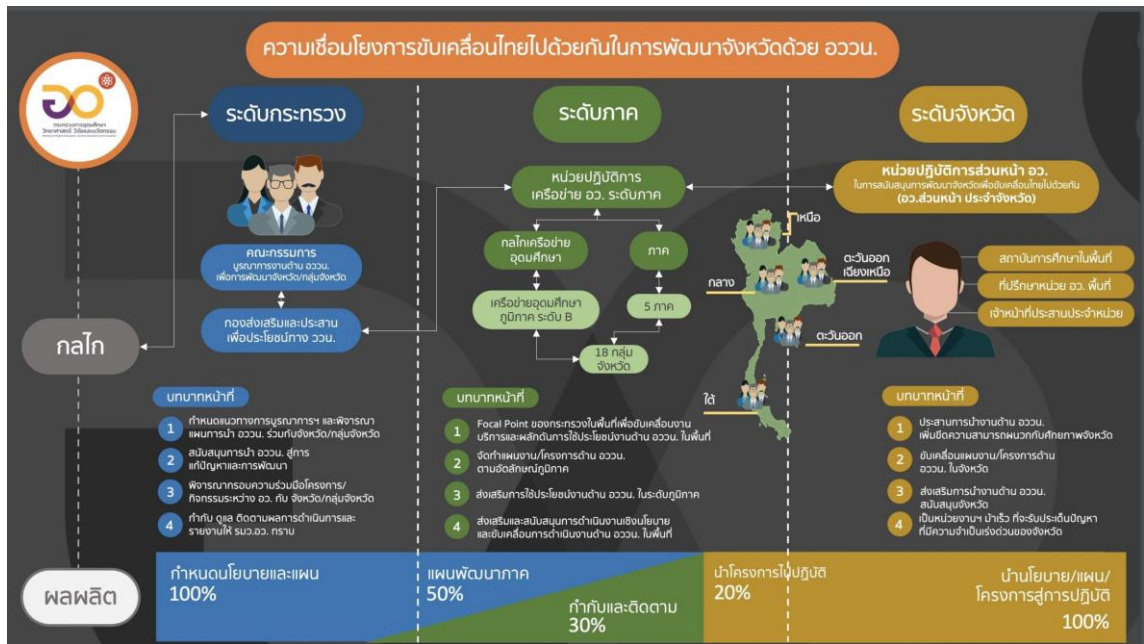 ความเชื่อมโยงการขับเคลื่อนไทยไปด้วยกันในการพัฒนาจังหวัดด้วย อววน.
กระทรวงการอุดมศึกษา
วิทยาศาสตร์ วิจัยและนวัตกรรม
ระดับกระทรวง
ระดับภาค
ระดับจังหวัด
คณะกรรมการ
บูรณาการงานด้าน อววน.
เพื่อการพัฒนาจังหวัด/กลุ่มจังหวัด
กองส่งเสริมและประสาน
เพื่อประโยชน์ทาง ววน.
หน่วยปฏิบัติการ
เครือข่าย อว. ระดับภาค
กลไกเครือข่าย
อุดมศึกษา
ภาค
เครือข่ายอุดมศึกษา
ภูมิภาค ระดับ B
5 ภาค
18 กลุ่ม
จังหวัด
หน่วยปฏิบัติการส่วนหน้า อว.
ในการสนับสนุนการพัฒนาจังหวัดเพื่อขับเคลื่อนไทยไปด้วยกัน
(อว.ส่วนหน้า ประจำจังหวัด)
เหนือ
ตะวันออก
เฉียงเหนือ
กลาง
ตะวันออก
ใต้
สถาบันการศึกษาในพื้นที่
ที่ปรึกษาหน่วย อว. พื้นที่
เจ้าหน้าที่ประสานประจำหน่วย
กลไก
บทบาทหน้าที่
1 กำหนดแนวทางการบูรณาการฯ และพิจารณา
แผนการนำ อววน. ร่วมกับจังหวัด/กลุ่มจังหวัด
2 สนับสนุนการนำ อววน. สู่การ
แก้ปัญหาและการพัฒนา
3 พิจารณากรอบความร่วมมือโครงการ/
กิจกรรมระหว่าง อว. กับ จังหวัด/กลุ่มจังหวัด
4 กำกับ ดูแล ติดตามผลการดำเนินการและ
รายงานให้ รมว.อว. ทราบ
บทบาทหน้าที่
1 Focal Point ของกระทรวงในพื้นที่เพื่อขับเคลื่อนงาน
บริการและผลักดันการใช้ประโยชน์งานด้าน อววน. ในพื้นที่
2 จัดทำแผนงาน/โครงการด้าน อววน.
ตามอัตลักษณ์ภูมิภาค
3 ส่งเสริมการใช้ประโยชน์งานด้าน อววน. ในระดับภูมิภาค
4 ส่งเสริมและสนับสนุนการดำเนินงานเชิงนโยบาย
และขับเคลื่อนการดำเนินงานด้าน อววน. ในพื้นที่
บทบาทหน้าที่
1 ประสานการนำงานด้าน อววน.
เพิ่มขีดความสามารถผนวกกับศักยภาพจังหวัด
2 ขับเคลื่อนแผนงาน/โครงการด้าน
อววน. ในจังหวัด
3 ส่งเสริมการนำงานด้าน อววน.
สนับสนุนจังหวัด
4 เป็นหน่วยงานฯ ม้าเร็ว ที่จะรับประเด็นปัญหา
ที่มีความจำเป็นเร่งด่วนของจังหวัด
ผลผลิต
กำหนดนโยบายและแผน
100%
แผนพัฒนาภาค
50%
กำกับและติดตาม
30%
นำโครงการไปปฏิบัติ
20%
นำนโยบาย/แผน/
โครงการสู่การปฏิบัติ
100%